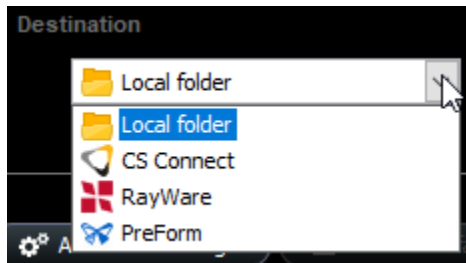 Destination
Local folder
Local folder
CS Connect
RayWare
PreForm